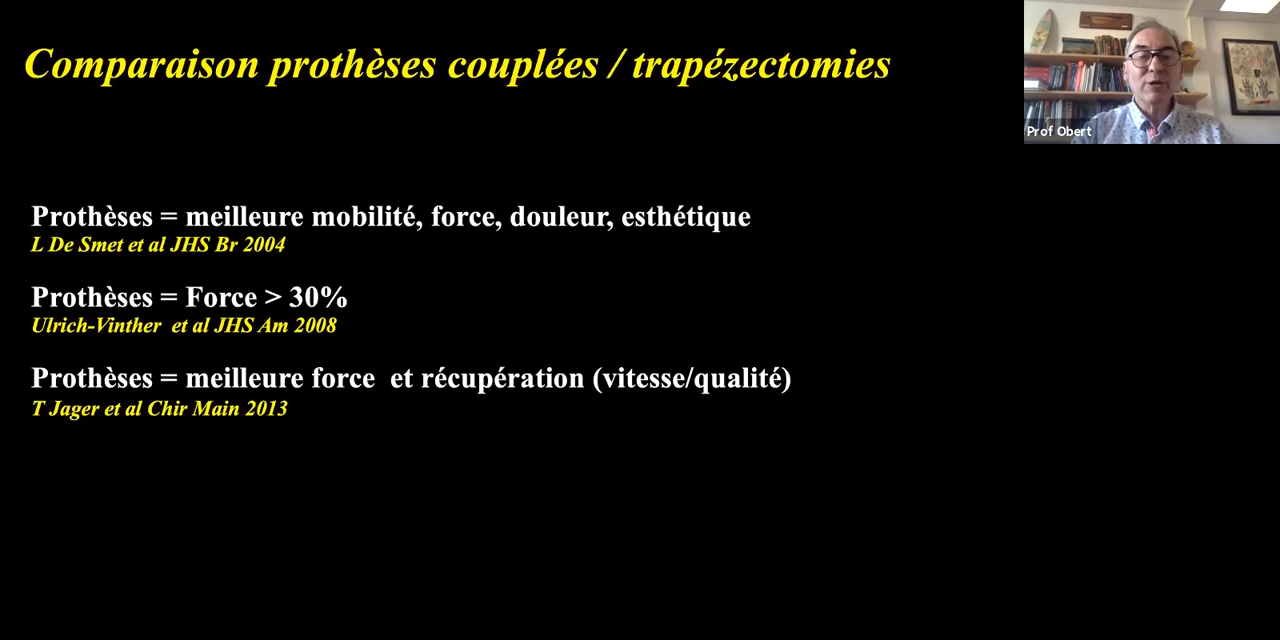 Comparaison prothèses couplées / trapézectomies
Prof Obert
Prothèses = meilleure mobilité, force, douleur, esthétique
L De Smet et al JHS Br 2004
Prothèses = Force > 30%
Ulrich-Vinther et al JHS Am 2008
Prothèses = meilleure force et récupération (vitesse/qualité)
T Jager et al Chir Main 2013